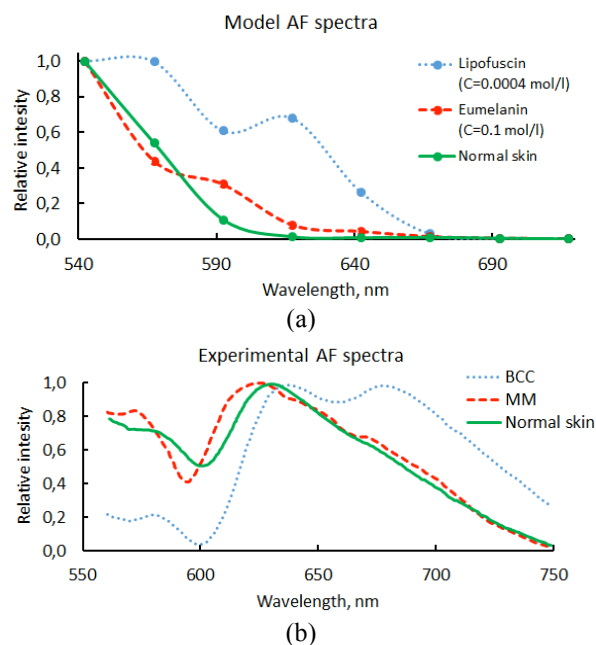 Model AF spectra
Relative intesity
1,0
0,8
0,6
0,4
0,2
0,0
540
590
640
690
Wavelength, nm
Lipofuscin
(C=0.0004 mol/l)
Eumelanin
(C=0.1 mol/l)
Normal skin
(a)
Experimental AF spectra
Relative intesity
1,0
0,8
0,6
0,4
0,2
0,0
550
600
650
700
750
Wavelength, nm
BCC
MM
Normal skin
(b)